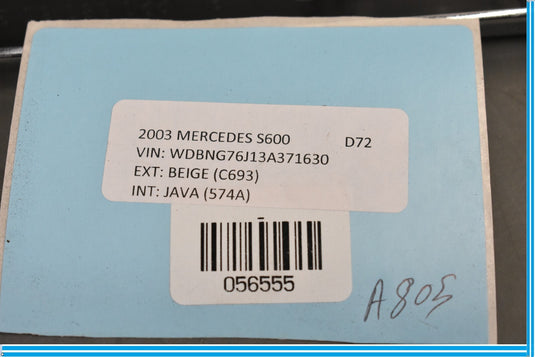 2003 MERCEDES S600 D72
VIN: WDBNG76J13A371630
EXT: BEIGE (C693)
INT: JAVA (574A)
056555
A805